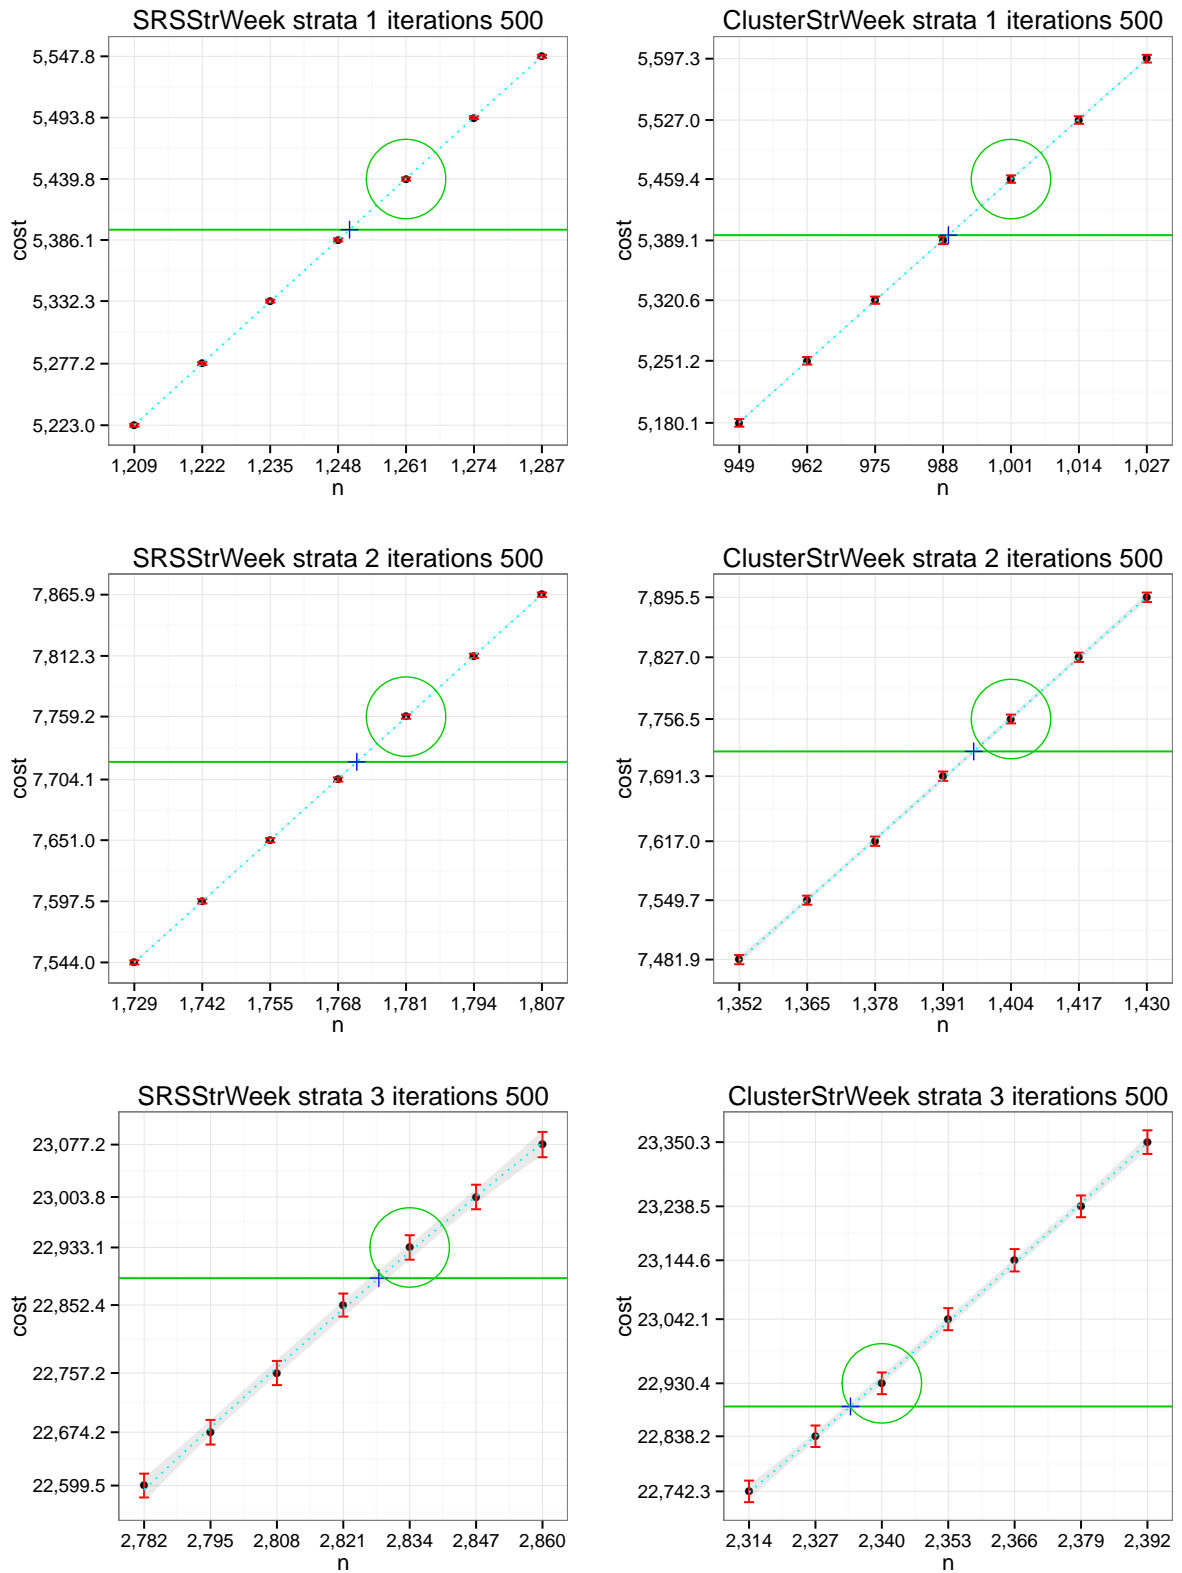 SRSStrWeek strata 1 iterations 500
5,547.8
5,493.8
5,439.8
5,386.1
5,332.3
5,277.2
5,223.0
cost
1,209 1,222 1,235 1,248 1,261 1,274 1,287
n
ClusterStrWeek strata 1 iterations 500
5,597.3
5,527.0
5,459.4
5,389.1
5,320.6
5,251.2
5,180.1
cost
949 962 975 988 1,001 1,014 1,027
n
SRSStrWeek strata 2 iterations 500
7,865.9
7,812.3
7,759.2
7,704.1
7,651.0
7,597.5
7,544.0
cost
1,729 1,742 1,755 1,768 1,781 1,794 1,807
n
ClusterStrWeek strata 2 iterations 500
7,895.5
7,827.0
7,756.5
7,691.3
7,617.0
7,549.7
7,481.9
cost
1,352 1,365 1,378 1,391 1,404 1,417 1,430
n
SRSStrWeek strata 3 iterations 500
23,077.2
23,003.8
22,933.1
22,852.4
22,757.2
22,674.2
22,599.5
cost
2,782 2,795 2,808 2,821 2,834 2,847 2,860
n
ClusterStrWeek strata 3 iterations 500
23,350.3
23,238.5
23,144.6
23,042.1
22,930.4
22,838.2
22,742.3
cost
2,314 2,327 2,340 2,353 2,366 2,379 2,392
n